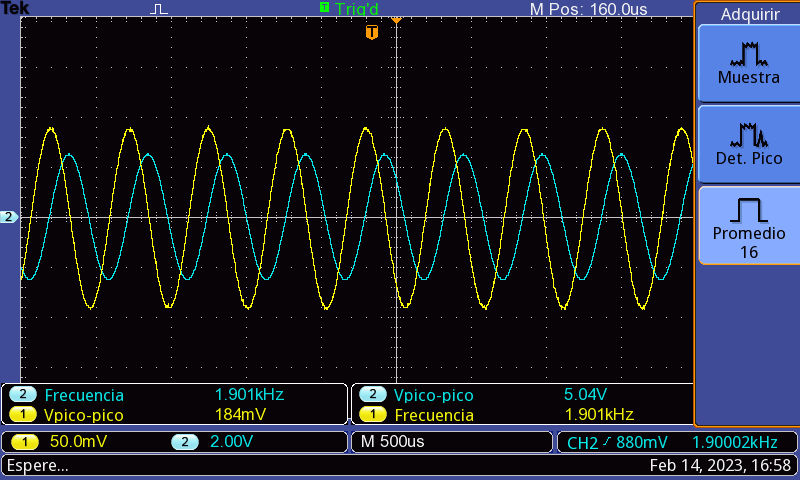 Tek T Trig'd M Pos: 160.0us
T
Adquirir
Muestra
Det. Pico
Promedio
16
2
2 Frecuencia 1.901kHz
1 Vpico-pico 184mV
2 Vpico-pico 5.04V
1 Frecuencia 1.901kHz
1 50.0mV 2 2.00V M 500us CH2 880mV 1.90002kHz
Espere... Feb 14, 2023, 16:58